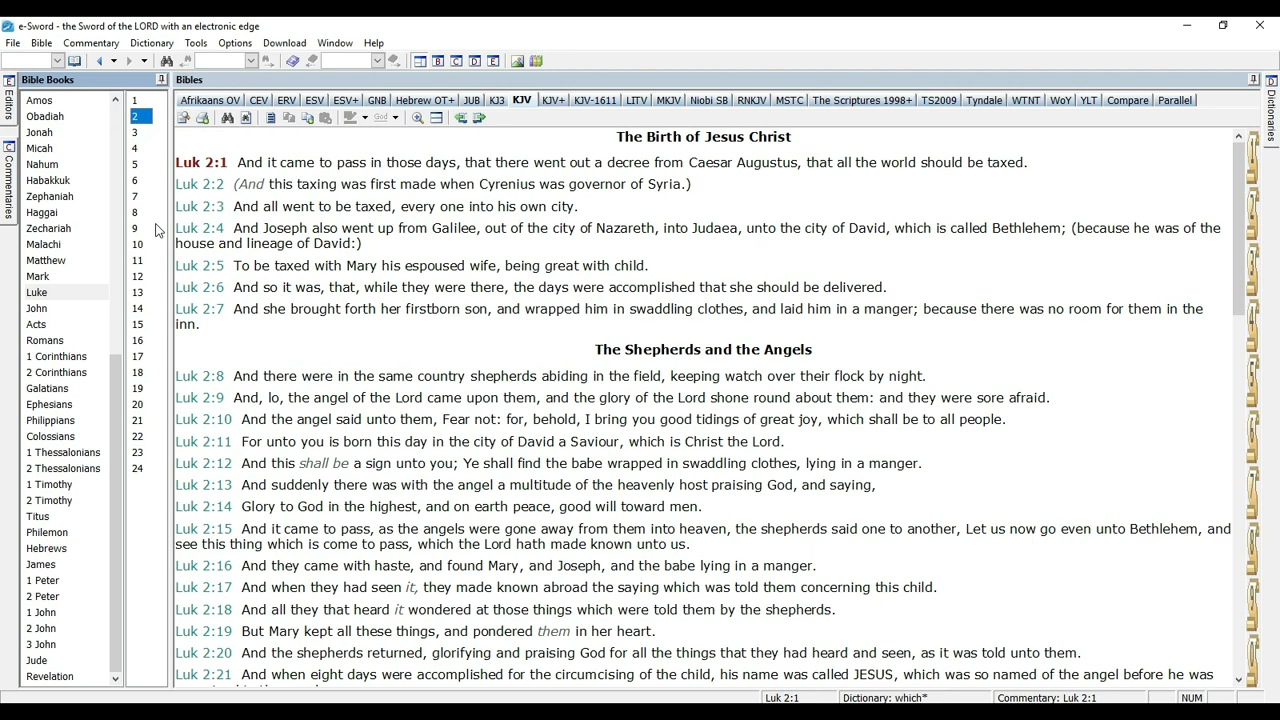 e-Sword - the Sword of the LORD with an electronic edge
File Bible Commentary Dictionary Tools Options Download Window Help
B C D E
Bible Books
Bibles
Editors
Commentaries
Dictionaries
Afrikaans OV CEV ERV ESV ESV+ GNB Hebrew OT+ JUB KJ3 KJV KJV+ KJV-1611 LITV MKJV Niobi SB RNKJV MSTC The Scriptures 1998+ TS2009 Tyndale WTNT WoY YLT Compare Parallel
God
Amos
Obadiah
Jonah
Micah
Nahum
Habakkuk
Zephaniah
Haggai
Zechariah
Malachi
Matthew
Mark
Luke
John
Acts
Romans
1 Corinthians
2 Corinthians
Galatians
Ephesians
Philippians
Colossians
1 Thessalonians
2 Thessalonians
1 Timothy
2 Timothy
Titus
Philemon
Hebrews
James
1 Peter
2 Peter
1 John
2 John
3 John
Jude
Revelation
1
2
3
4
5
6
7
8
9
10
11
12
13
14
15
16
17
18
19
20
21
22
23
24
The Birth of Jesus Christ
Luk 2:1 And it came to pass in those days, that there went out a decree from Caesar Augustus, that all the world should be taxed.
Luk 2:2 (And this taxing was first made when Cyrenius was governor of Syria.)
Luk 2:3 And all went to be taxed, every one into his own city.
Luk 2:4 And Joseph also went up from Galilee, out of the city of Nazareth, into Judaea, unto the city of David, which is called Bethlehem; (because he was of the
house and lineage of David:)
Luk 2:5 To be taxed with Mary his espoused wife, being great with child.
Luk 2:6 And so it was, that, while they were there, the days were accomplished that she should be delivered.
Luk 2:7 And she brought forth her firstborn son, and wrapped him in swaddling clothes, and laid him in a manger; because there was no room for them in the
inn.
The Shepherds and the Angels
Luk 2:8 And there were in the same country shepherds abiding in the field, keeping watch over their flock by night.
Luk 2:9 And, lo, the angel of the Lord came upon them, and the glory of the Lord shone round about them: and they were sore afraid.
Luk 2:10 And the angel said unto them, Fear not: for, behold, I bring you good tidings of great joy, which shall be to all people.
Luk 2:11 For unto you is born this day in the city of David a Saviour, which is Christ the Lord.
Luk 2:12 And this shall be a sign unto you; Ye shall find the babe wrapped in swaddling clothes, lying in a manger.
Luk 2:13 And suddenly there was with the angel a multitude of the heavenly host praising God, and saying,
Luk 2:14 Glory to God in the highest, and on earth peace, good will toward men.
Luk 2:15 And it came to pass, as the angels were gone away from them into heaven, the shepherds said one to another, Let us now go even unto Bethlehem, and
see this thing which is come to pass, which the Lord hath made known unto us.
Luk 2:16 And they came with haste, and found Mary, and Joseph, and the babe lying in a manger.
Luk 2:17 And when they had seen it, they made known abroad the saying which was told them concerning this child.
Luk 2:18 And all they that heard it wondered at those things which were told them by the shepherds.
Luk 2:19 But Mary kept all these things, and pondered them in her heart.
Luk 2:20 And the shepherds returned, glorifying and praising God for all the things that they had heard and seen, as it was told unto them.
Luk 2:21 And when eight days were accomplished for the circumcising of the child, his name was called JESUS, which was so named of the angel before he was
Luk 2:1 Dictionary: which* Commentary: Luk 2:1 NUM